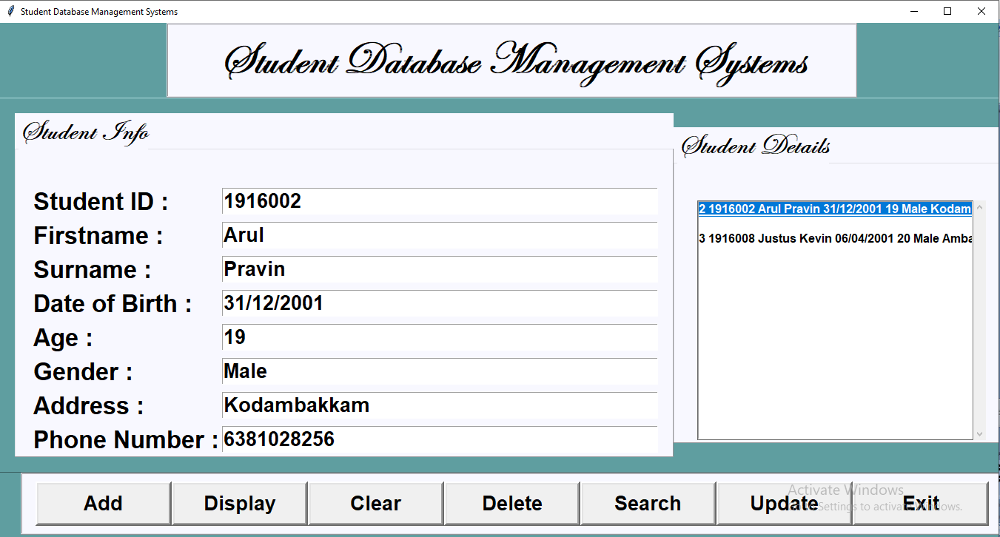 Student Database Management Systems
Student Database Management Systems
Student Info
Student ID : 1916002
Firstname : Arul
Surname : Pravin
Date of Birth : 31/12/2001
Age : 19
Gender : Male
Address : Kodambakkam
Phone Number : 6381028256
Student Details
2 1916002 Arul Pravin 31/12/2001 19 Male Kodam
3 1916008 Justus Kevin 06/04/2001 20 Male Amba
Add Display Clear Delete Search Update Exit
Activate Windows
to Settings to activate Windows.